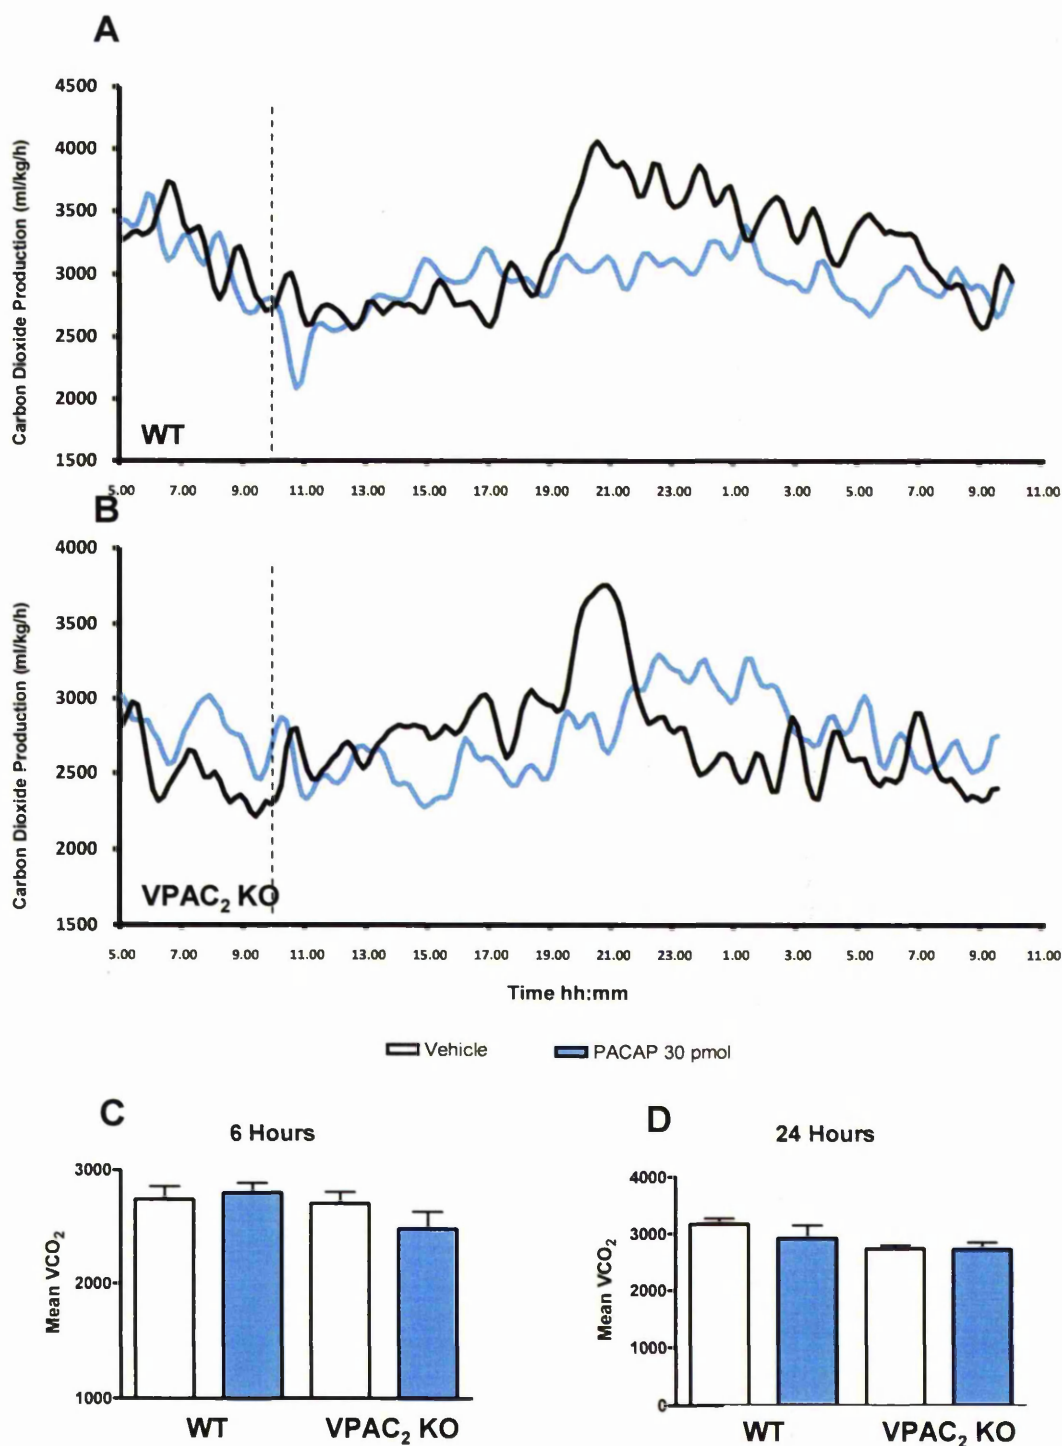 A
Carbon Dioxide Production (ml/kg/h)
4500
4000
3500
3000
2500
2000
1500
WT
5.00 7.00 9.00 11.00 13.00 15.00 17.00 19.00 21.00 23.00 1.00 3.00 5.00 7.00 9.00 11.00
B
Carbon Dioxide Production (ml/kg/h)
4000
3500
3000
2500
2000
1500
VPAC₂ KO
5.00 7.00 9.00 11.00 13.00 15.00 17.00 19.00 21.00 23.00 1.00 3.00 5.00 7.00 9.00 11.00
Time hh:mm
Vehicle PACAP 30 pmol
C
6 Hours
Mean VCO₂
3000
2000
1000
WT VPAC₂ KO
D
24 Hours
Mean VCO₂
4000
3000
2000
1000
0
WT VPAC₂ KO